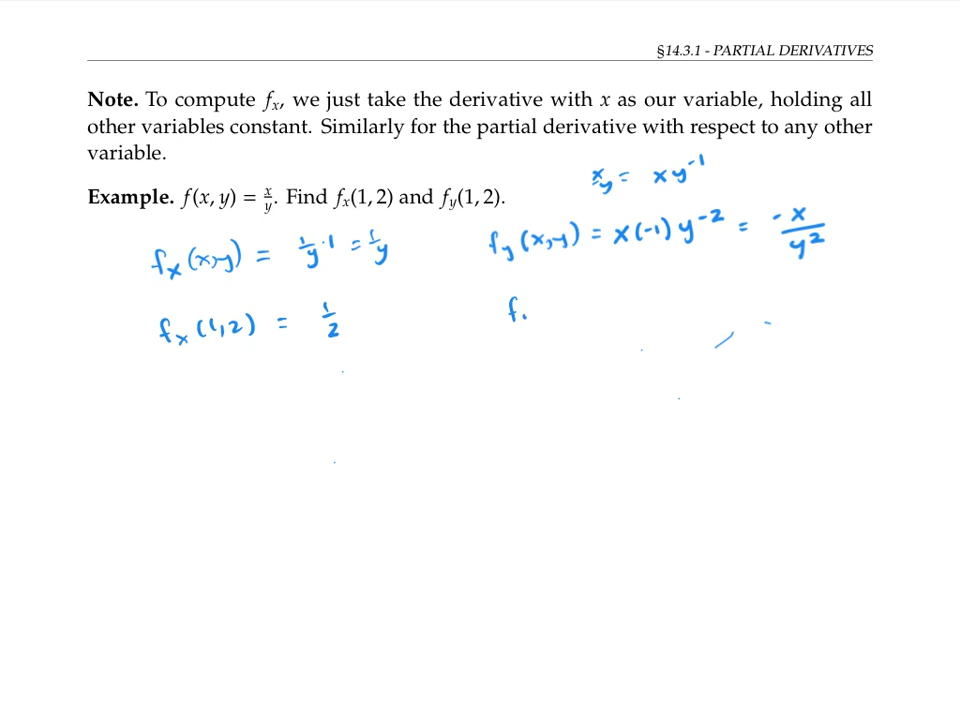 §14.3.1 - PARTIAL DERIVATIVES
Note. To compute fₓ, we just take the derivative with x as our variable, holding all
other variables constant. Similarly for the partial derivative with respect to any other
variable.
x/y = xy⁻¹
Example. f(x, y) = x/y. Find fₓ(1, 2) and f_y(1, 2).
fₓ(x,y) = 1/y · 1 = 1/y
f_y(x,y) = x(-1)y⁻² = -x/y²
fₓ(1,2) = 1/2
f.